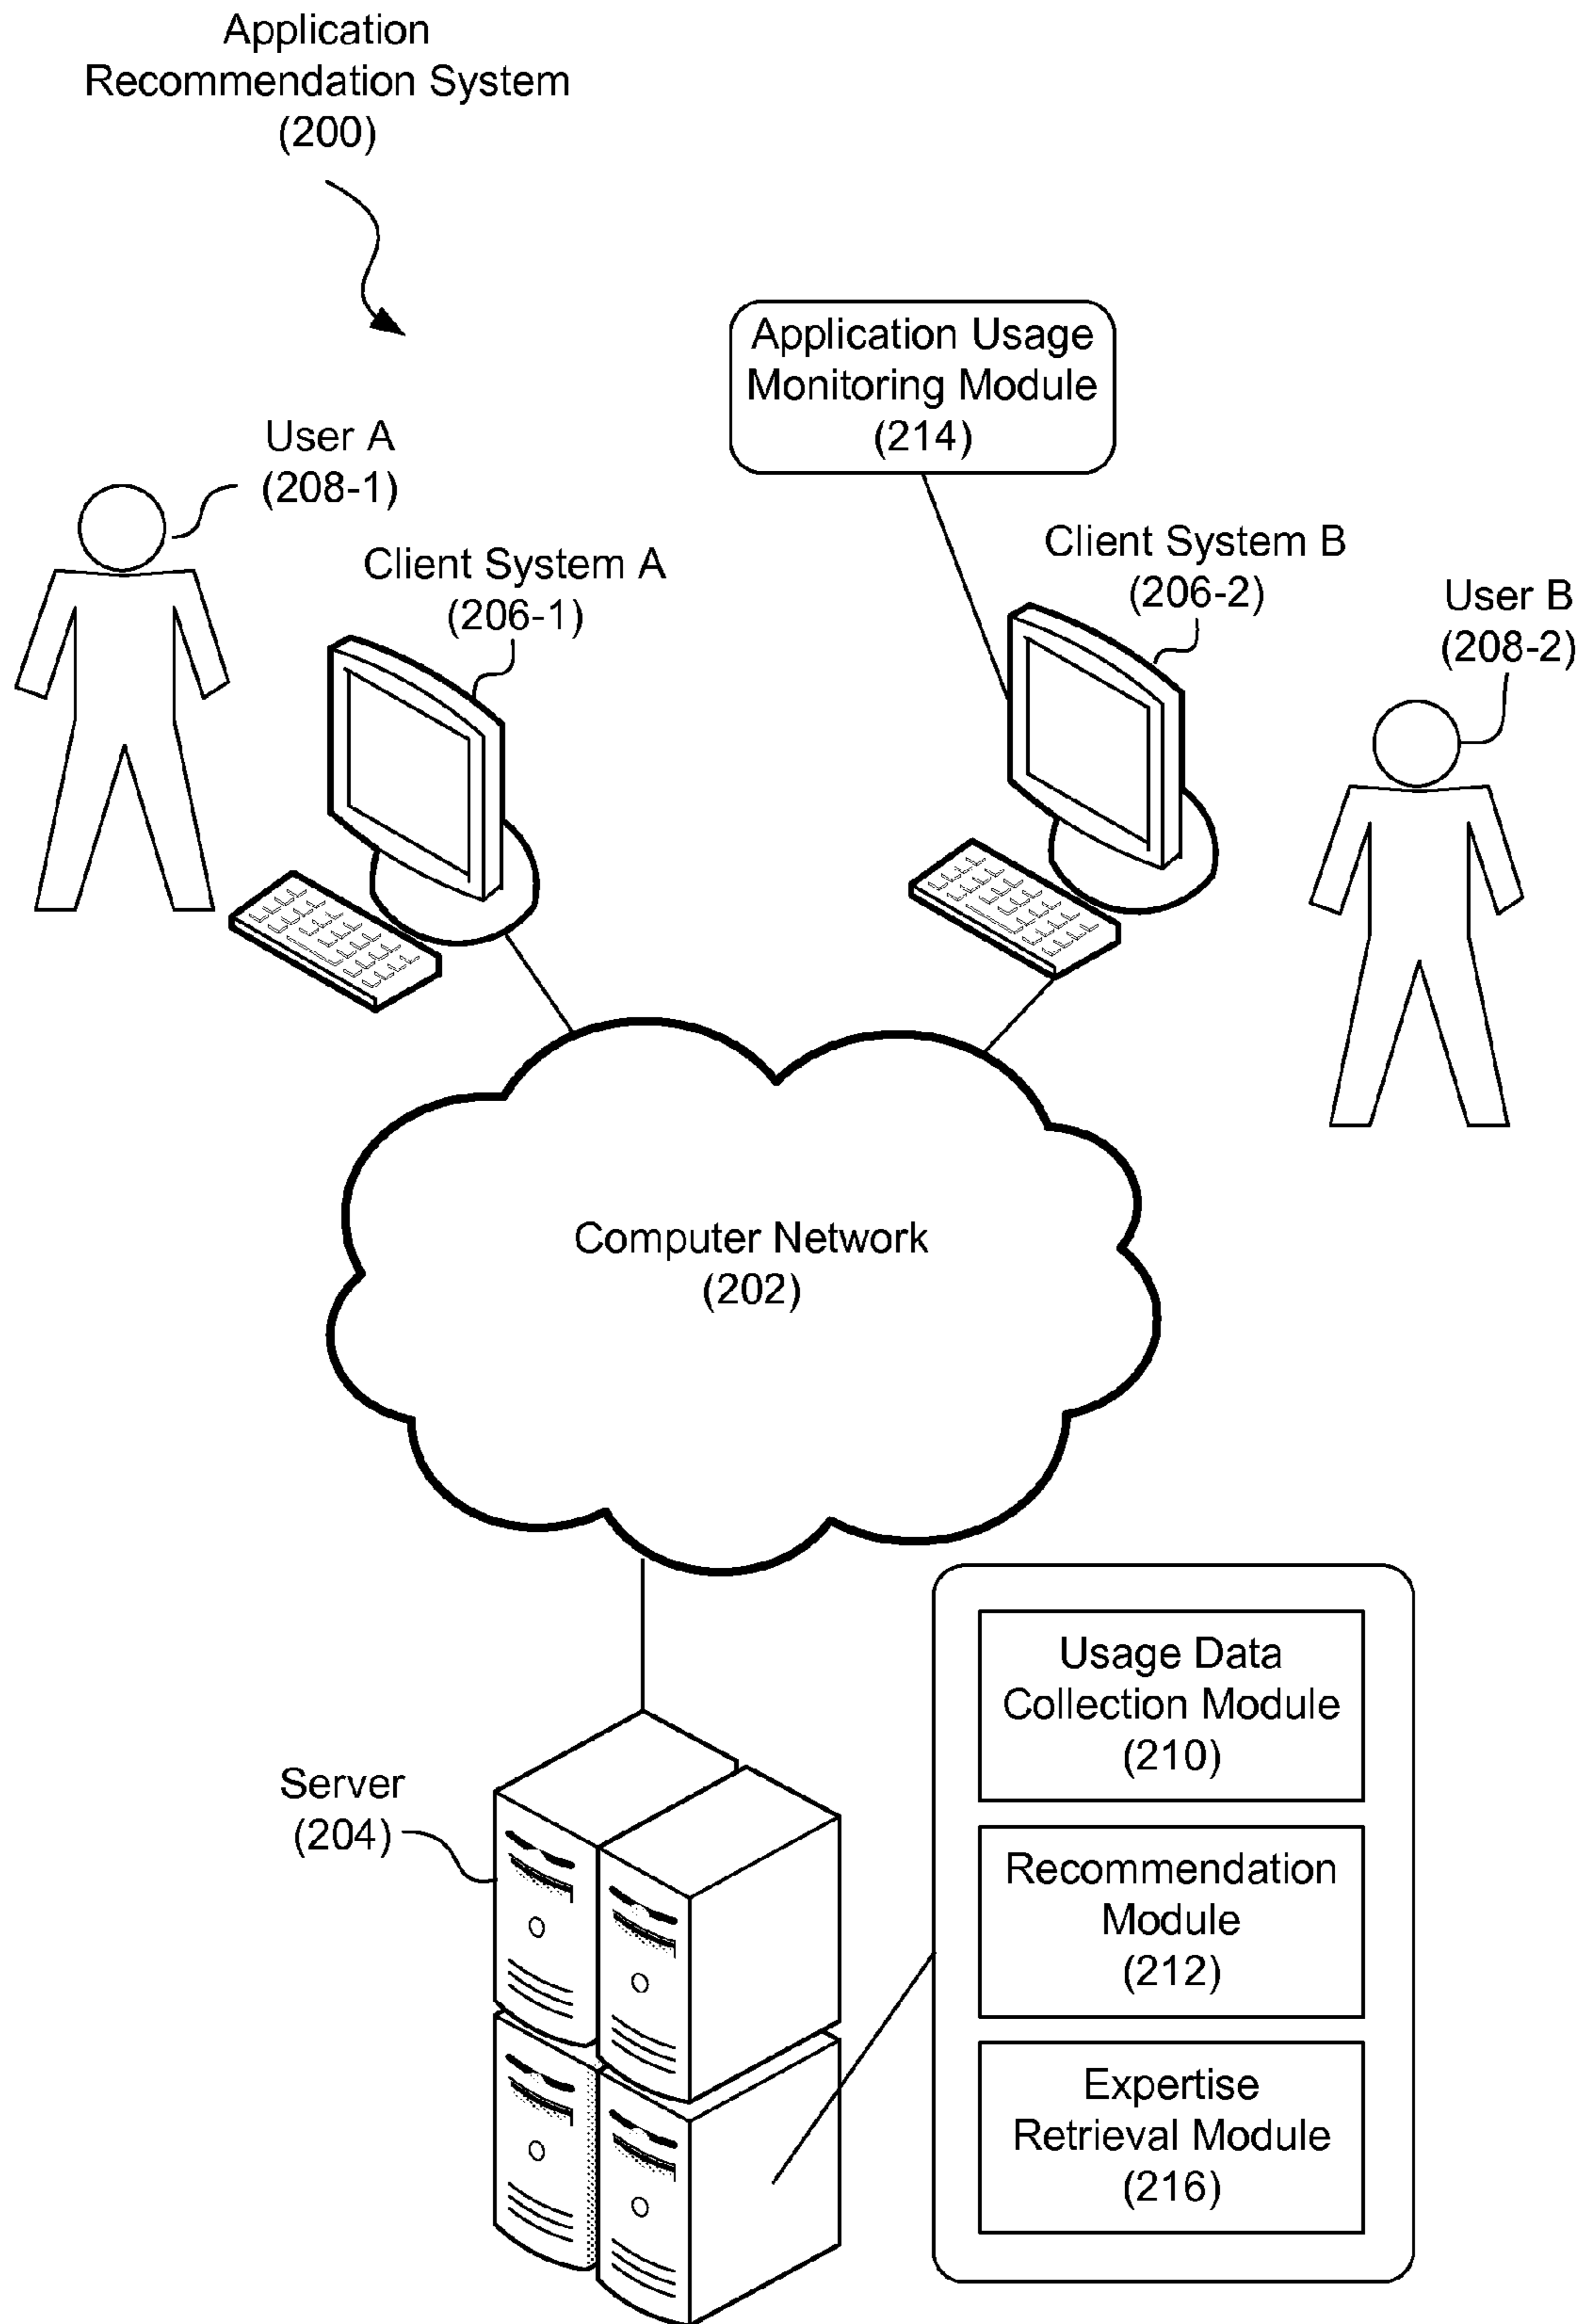 Application
Recommendation System
(200)
Application Usage
Monitoring Module
(214)
User A
(208-1)
Client System A
(206-1)
Client System B
(206-2)
User B
(208-2)
Computer Network
(202)
Usage Data
Collection Module
(210)
Server
(204)
Recommendation
Module
(212)
Expertise
Retrieval Module
(216)